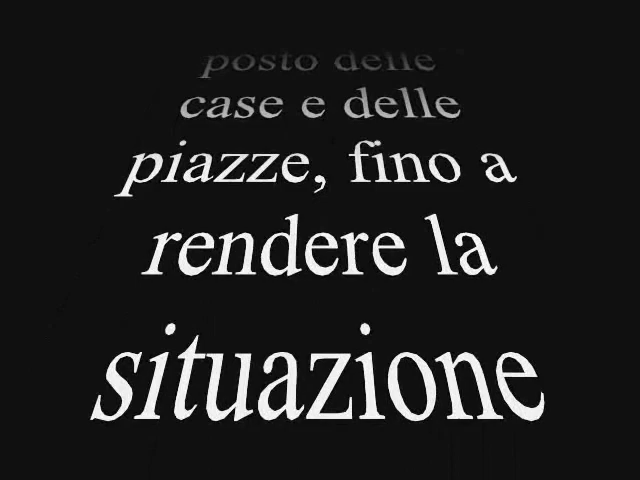 posto delle
case e delle
piazze, fino a
rendere la
situazione